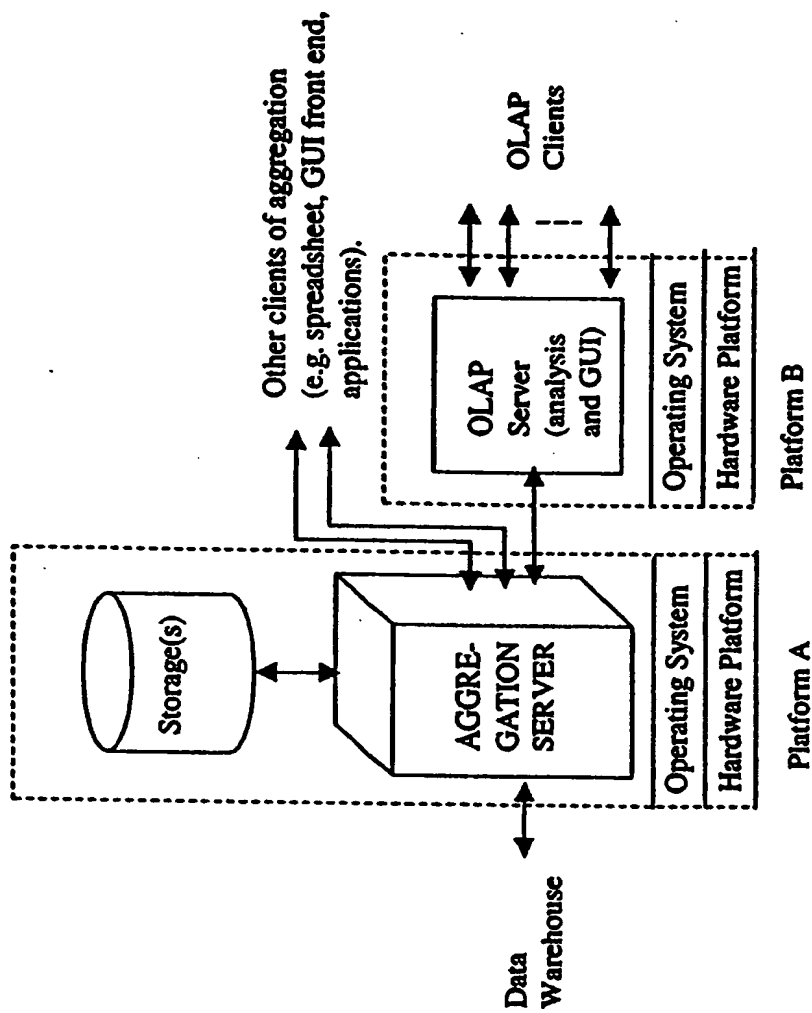 Other clients of aggregation
(e.g. spreadsheet, GUI front end,
applications).
Storage(s)
AGGRE-
GATION
SERVER
Data
Warehouse
OLAP
Server
(analysis
and GUI)
OLAP
Clients
Operating System
Hardware Platform
Platform A
Operating System
Hardware Platform
Platform B